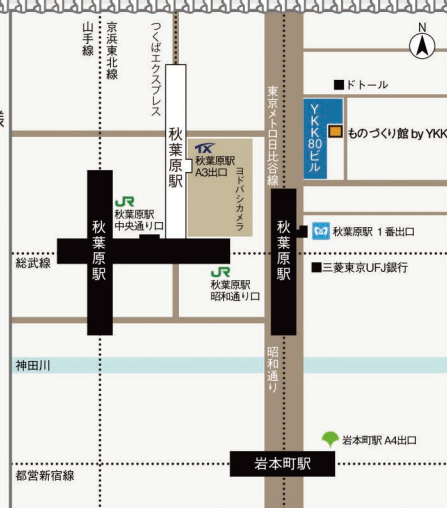 山手線
京浜東北線
つくばエクスプレス
N
様
東京メトロ日比谷線
■ドトール
YKK80ビル
ものづくり館 by YKK
秋葉原駅
TX
秋葉原駅
A3出口
ヨドバシカメラ
JR
秋葉原駅
中央通り口
秋葉原駅
秋葉原駅
秋葉原駅 1番出口
総武線
JR
秋葉原駅
昭和通り口
■三菱東京UFJ銀行
昭和通り
神田川
岩本町駅 A4出口
岩本町駅
都営新宿線